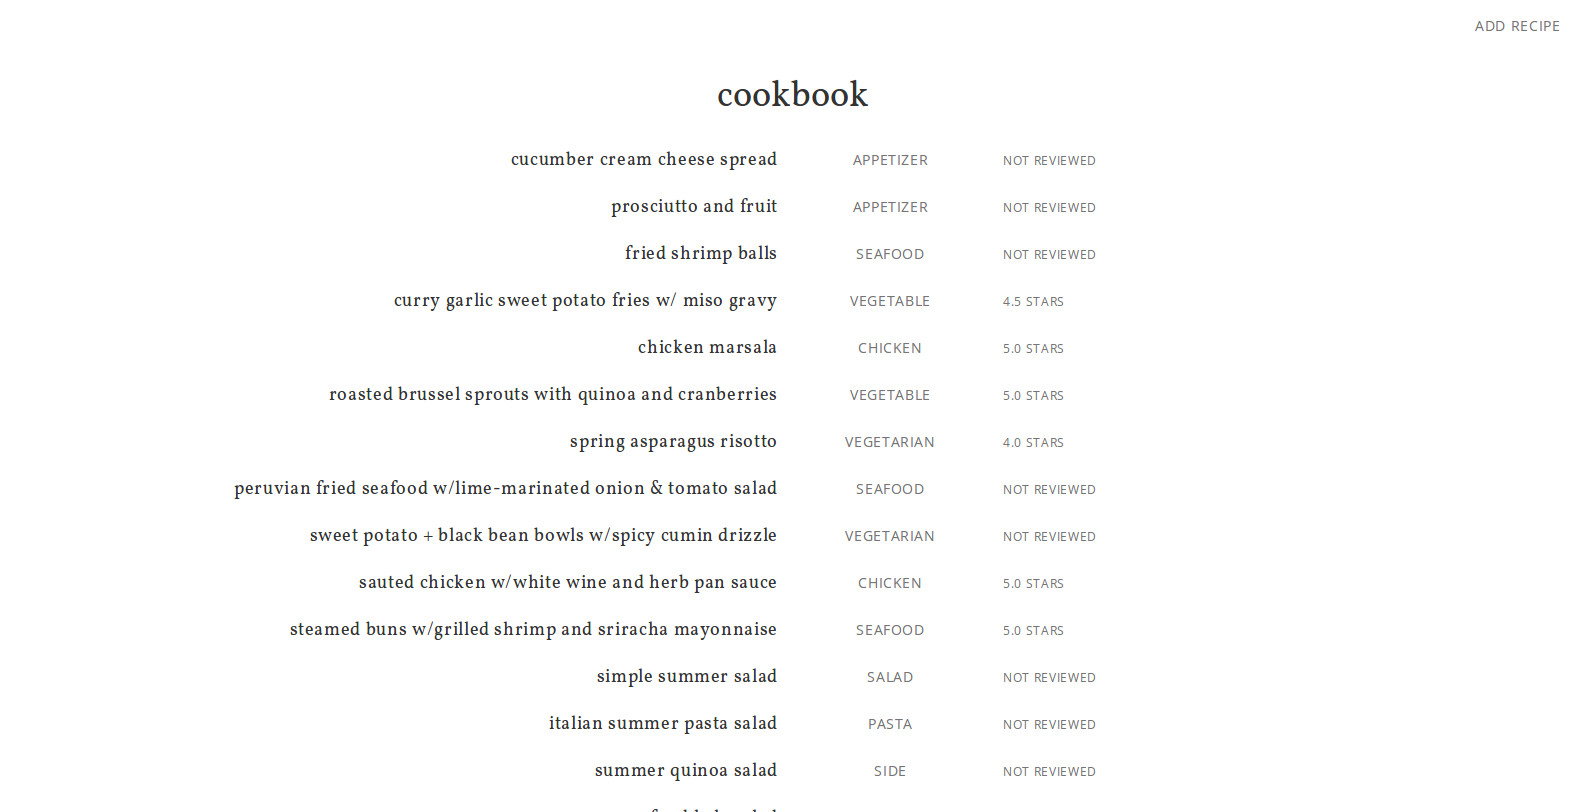 ADD RECIPE
cookbook
cucumber cream cheese spread APPETIZER NOT REVIEWED
prosciutto and fruit APPETIZER NOT REVIEWED
fried shrimp balls SEAFOOD NOT REVIEWED
curry garlic sweet potato fries w/ miso gravy VEGETABLE 4.5 STARS
chicken marsala CHICKEN 5.0 STARS
roasted brussel sprouts with quinoa and cranberries VEGETABLE 5.0 STARS
spring asparagus risotto VEGETARIAN 4.0 STARS
peruvian fried seafood w/lime-marinated onion & tomato salad SEAFOOD NOT REVIEWED
sweet potato + black bean bowls w/spicy cumin drizzle VEGETARIAN NOT REVIEWED
sauted chicken w/white wine and herb pan sauce CHICKEN 5.0 STARS
steamed buns w/grilled shrimp and sriracha mayonnaise SEAFOOD 5.0 STARS
simple summer salad SALAD NOT REVIEWED
italian summer pasta salad PASTA NOT REVIEWED
summer quinoa salad SIDE NOT REVIEWED